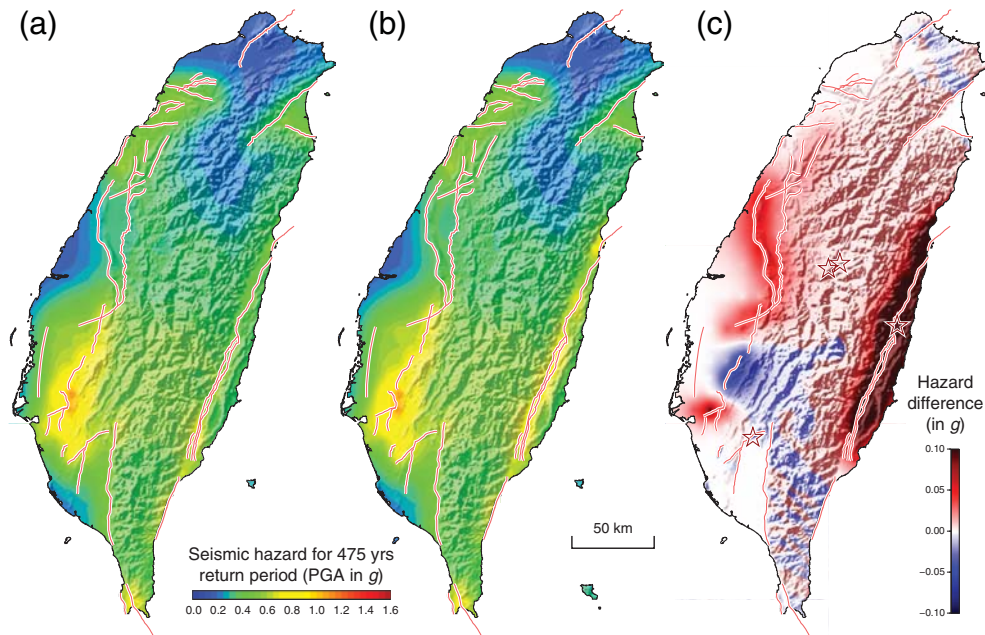 (a)
(b)
(c)
Seismic hazard for 475 yrs
return period (PGA in g)
0.0 0.2 0.4 0.6 0.8 1.0 1.2 1.4 1.6
50 km
Hazard
difference
(in g)
0.10
0.05
0.00
−0.05
−0.10